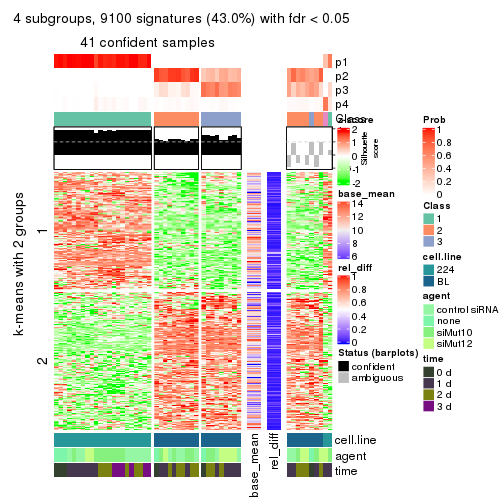 4 subgroups, 9100 signatures (43.0%) with fdr < 0.05
41 confident samples
p1
p2
p3
p4
Class
k-means with 2 groups
1
2
Silhouette
score
z-score
2
1
0
-1
-2
base_mean
14
12
10
8
6
rel_diff
1
0.8
0.6
0.4
0.2
0
Status (barplots)
confident
ambiguous
Prob
1
0.8
0.6
0.4
0.2
0
Class
1
2
3
cell.line
224
BL
agent
control siRNA
none
siMut10
siMut12
time
0 d
1 d
2 d
3 d
cell.line
agent
time
base_mean
rel_diff